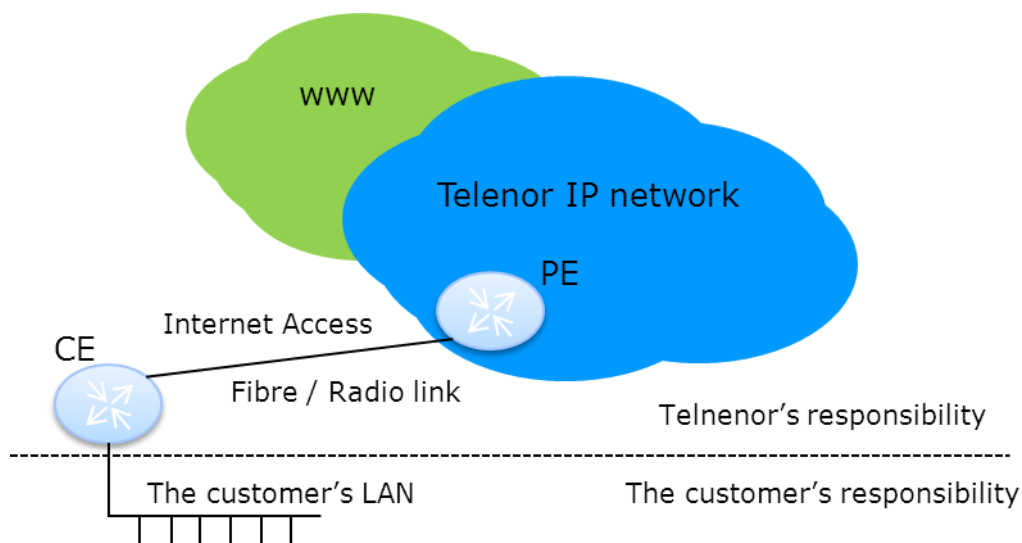 www
Telenor IP network
PE
Internet Access
CE
Fibre / Radio link
Telnenor's responsibility
The customer's LAN
The customer's responsibility